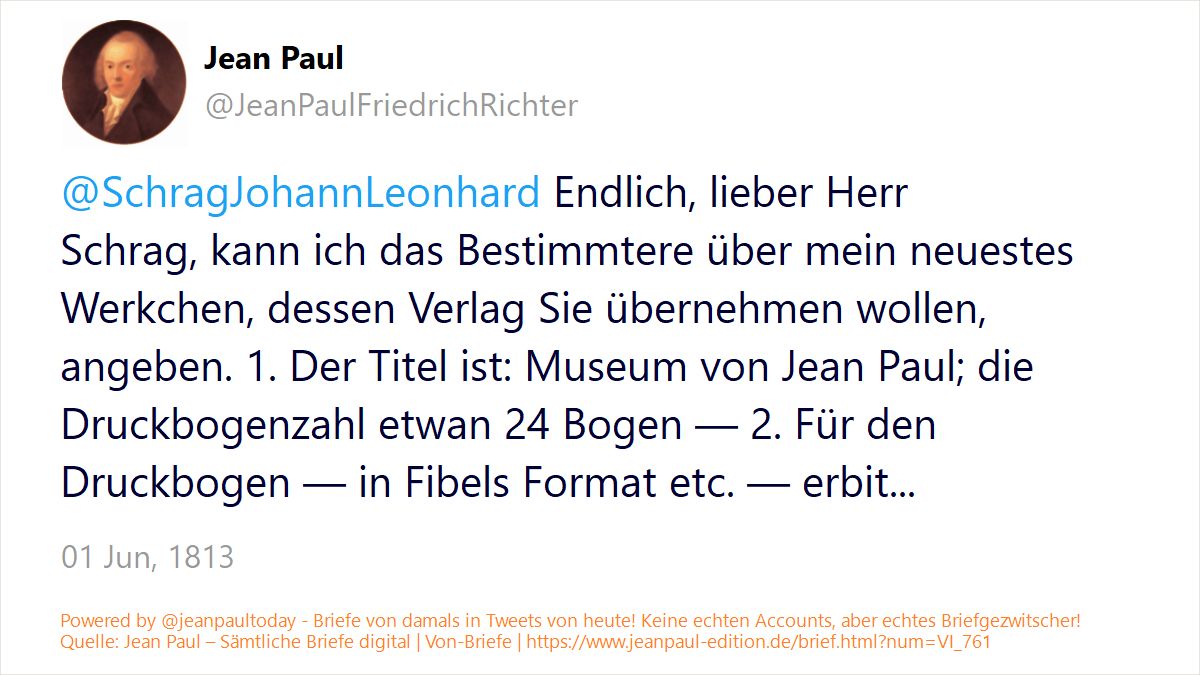 Jean Paul
@JeanPaulFriedrichRichter
@SchragJohannLeonhard Endlich, lieber Herr
Schrag, kann ich das Bestimmtere über mein neuestes
Werkchen, dessen Verlag Sie übernehmen wollen,
angeben. 1. Der Titel ist: Museum von Jean Paul; die
Druckbogenzahl etwan 24 Bogen — 2. Für den
Druckbogen — in Fibels Format etc. — erbit...
01 Jun, 1813
Powered by @jeanpaultoday - Briefe von damals in Tweets von heute! Keine echten Accounts, aber echtes Briefgezwitscher!
Quelle: Jean Paul – Sämtliche Briefe digital | Von-Briefe | https://www.jeanpaul-edition.de/brief.html?num=VI_761